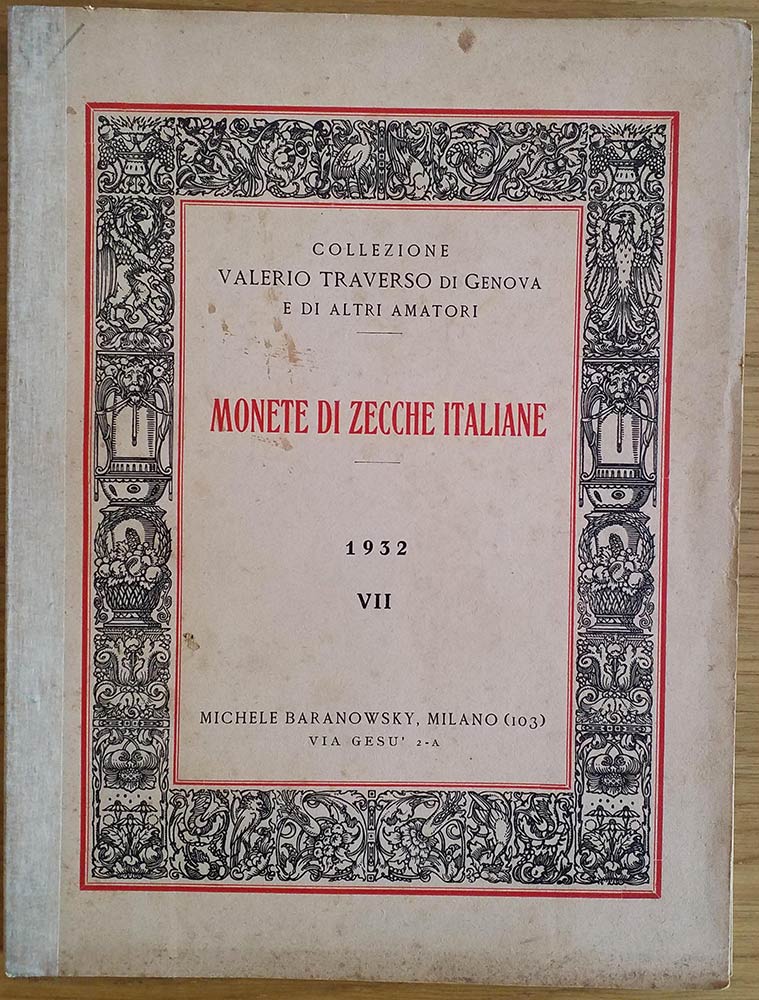 COLLEZIONE
VALERIO TRAVERSO DI GENOVA
E DI ALTRI AMATORI
MONETE DI ZECCHE ITALIANE
1932
VII
MICHELE BARANOWSKY, MILANO (103)
VIA GESU' 2-A